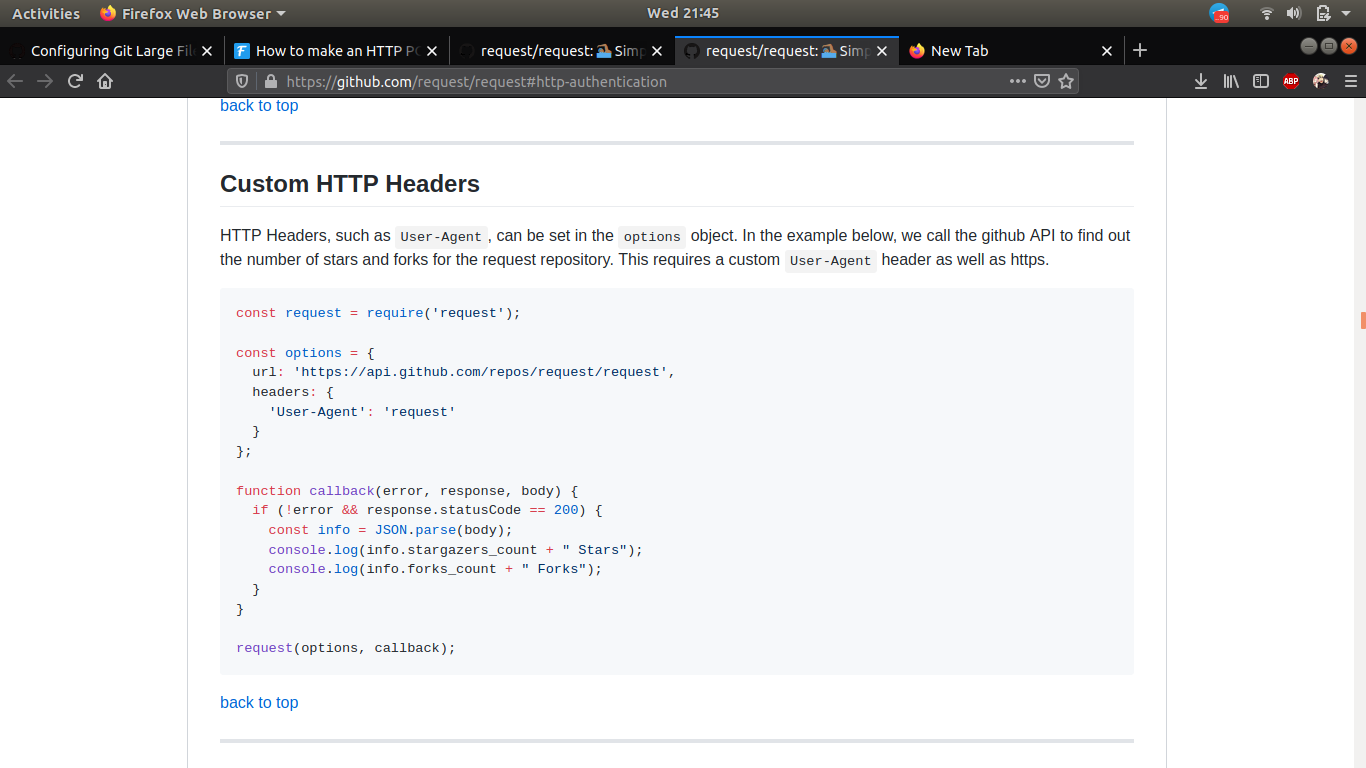 Activities Firefox Web Browser Wed 21:45 90
Configuring Git Large File How to make an HTTP PO request/request: Simp request/request: Simp New Tab
https://github.com/request/request#http-authentication ABP
back to top
Custom HTTP Headers
HTTP Headers, such as User-Agent, can be set in the options object. In the example below, we call the github API to find out
the number of stars and forks for the request repository. This requires a custom User-Agent header as well as https.
const request = require('request');
const options = {
  url: 'https://api.github.com/repos/request/request',
  headers: {
    'User-Agent': 'request'
  }
};
function callback(error, response, body) {
  if (!error && response.statusCode == 200) {
    const info = JSON.parse(body);
    console.log(info.stargazers_count + " Stars");
    console.log(info.forks_count + " Forks");
  }
}
request(options, callback);
back to top